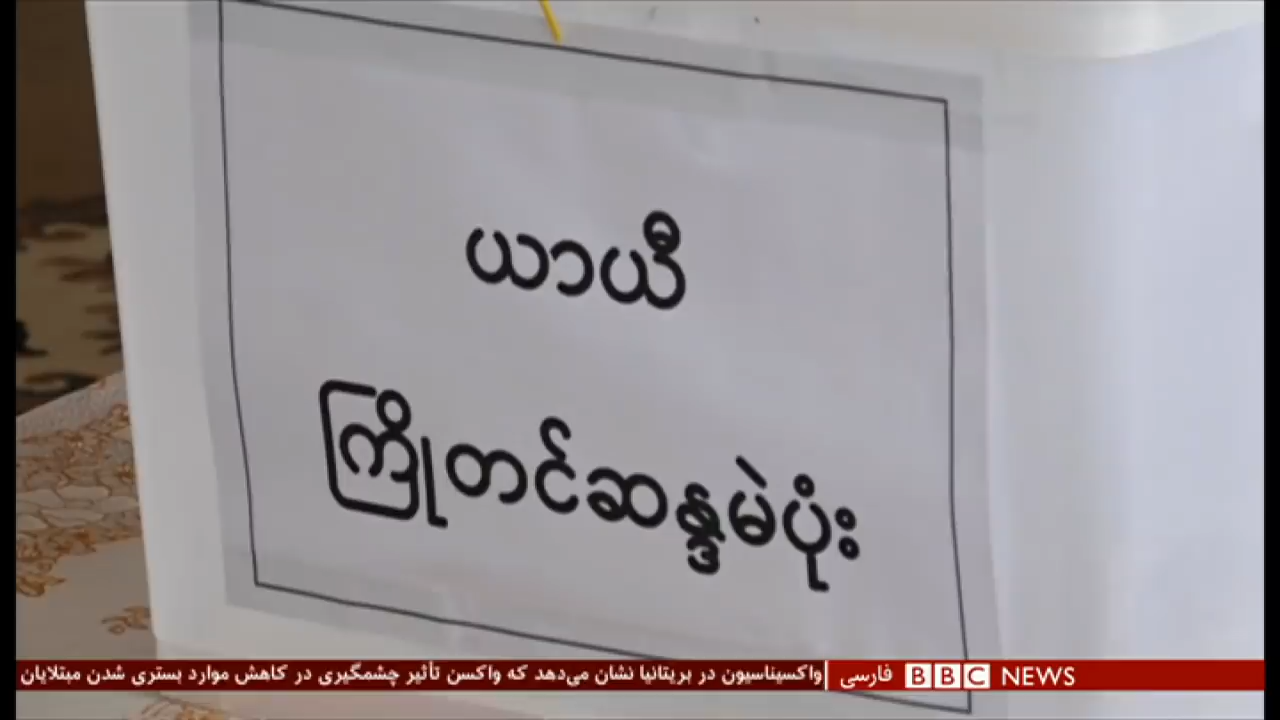 ယာယီ
ကြိုတင်ဆန္ဒမဲပုံး
واکسیناسیون در بریتانیا نشان می‌دهد که واکسن تأثیر چشمگیری در کاهش موارد بستری شدن مبتلایان
BBC NEWS فارسی